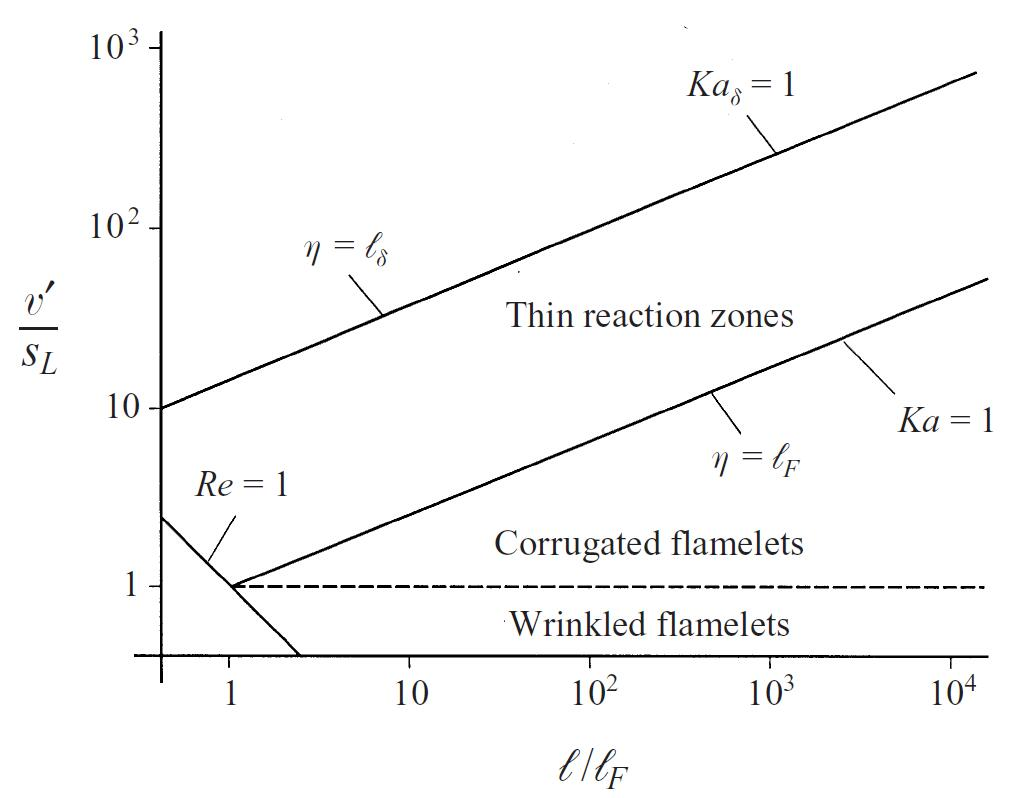 10³
Ka_δ = 1
10²
η = ℓ_δ
v′
s_L
Thin reaction zones
10
Ka = 1
η = ℓ_F
Re = 1
Corrugated flamelets
1
Wrinkled flamelets
1 10 10² 10³ 10⁴
ℓ/ℓ_F